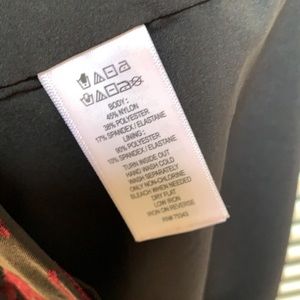 BODY:
45% NYLON
38% POLYESTER
17% SPANDEX / ELASTANE
LINING:
90% POLYESTER
10% SPANDEX / ELASTANE
TURN INSIDE OUT
HAND WASH COLD
WASH SEPARATELY
ONLY NON-CHLORINE
BLEACH WHEN NEEDED
DRY FLAT
LOW IRON
IRON ON REVERSE